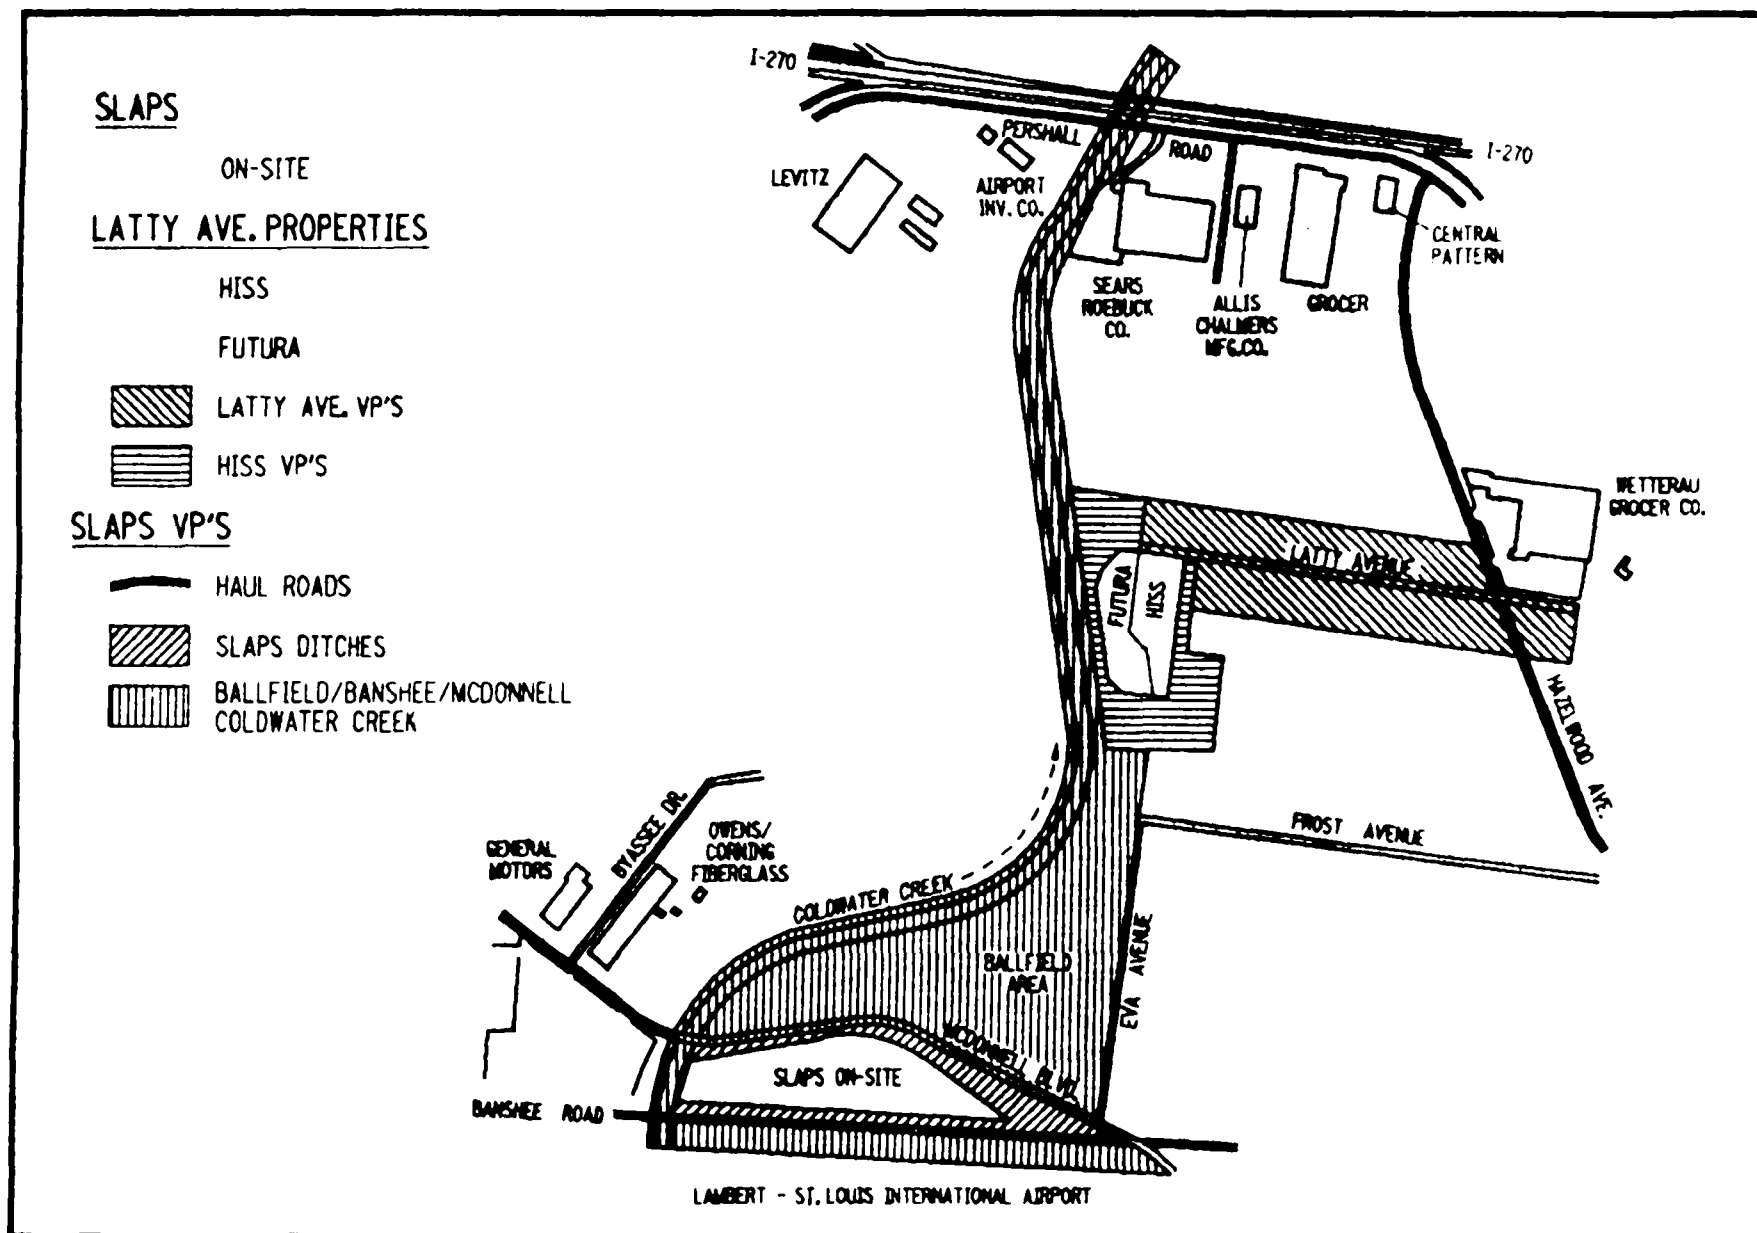 SLAPS
ON-SITE
LATTY AVE. PROPERTIES
HISS
FUTURA
LATTY AVE. VP'S
HISS VP'S
SLAPS VP'S
HAUL ROADS
SLAPS DITCHES
BALLFIELD/BANSHEE/MCDONNELL
COLDWATER CREEK
I-270
I-270
PERSHALL
ROAD
LEVITZ
AIRPORT
INV. CO.
SEARS
ROEBUCK
CO.
ALLIS
CHALMERS
MFG.CO.
GROCER
CENTRAL
PATTERN
WETTERAU
GROCER CO.
LATTY AVENUE
FUTURA
HISS
HAZELWOOD AVE.
FROST AVENUE
GENERAL
MOTORS
BYASSEE DR.
OWENS/
CORNING
FIBERGLASS
COLDWATER CREEK
BALLFIELD
AREA
EVA AVENUE
MCDONNELL BLVD.
SLAPS ON-SITE
BANSHEE ROAD
LAMBERT - ST. LOUIS INTERNATIONAL AIRPORT